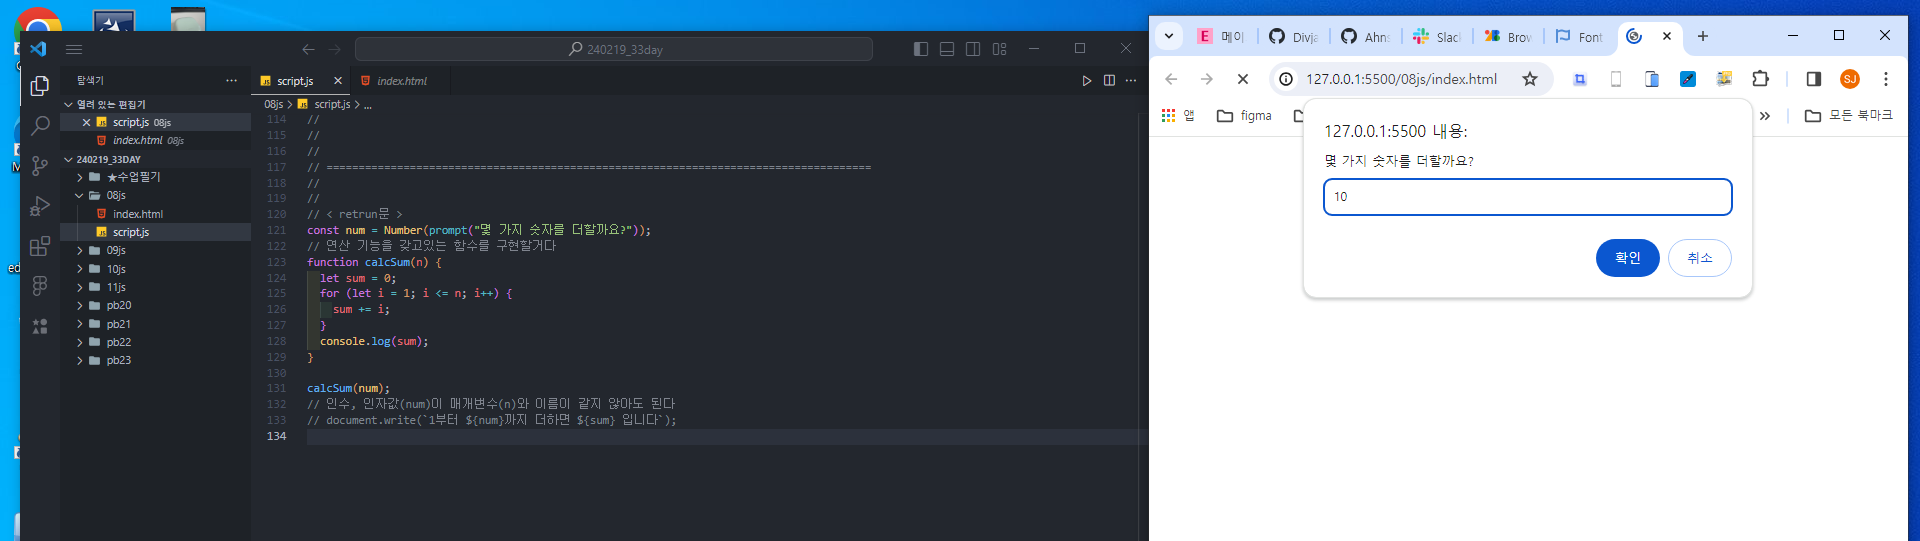 240219_33day
탐색기
열려 있는 편집기
script.js 08js
index.html 08js
240219_33DAY
★수업필기
08js
index.html
script.js
09js
10js
11js
pb20
pb21
pb22
pb23
script.js
index.html
08js > script.js > ...
114 //
115 //
116 //
117 // =====================================================================================
118 //
119 //
120 // < retrun문 >
121 const num = Number(prompt("몇 가지 숫자를 더할까요?"));
122 // 연산 기능을 갖고있는 함수를 구현할거다
123 function calcSum(n) {
124 let sum = 0;
125 for (let i = 1; i <= n; i++) {
126 sum += i;
127 }
128 console.log(sum);
129 }
130
131 calcSum(num);
132 // 인수, 인자값(num)이 매개변수(n)와 이름이 같지 않아도 된다
133 // document.write(`1부터 ${num}까지 더하면 ${sum} 입니다`);
134
E 메이
Divja
Ahns
Slac
Brow
Font
127.0.0.1:5500/08js/index.html
SJ
앱
figma
모든 북마크
127.0.0.1:5500 내용:
몇 가지 숫자를 더할까요?
10
확인
취소